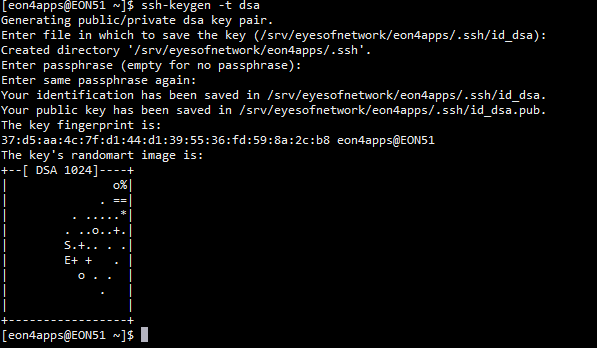 [eon4apps@EON51 ~]$ ssh-keygen -t dsa
Generating public/private dsa key pair.
Enter file in which to save the key (/srv/eyesofnetwork/eon4apps/.ssh/id_dsa):
Created directory '/srv/eyesofnetwork/eon4apps/.ssh'.
Enter passphrase (empty for no passphrase):
Enter same passphrase again:
Your identification has been saved in /srv/eyesofnetwork/eon4apps/.ssh/id_dsa.
Your public key has been saved in /srv/eyesofnetwork/eon4apps/.ssh/id_dsa.pub.
The key fingerprint is:
37:d5:aa:4c:7f:d1:44:d1:39:55:36:fd:59:8a:2c:b8 eon4apps@EON51
The key's randomart image is:
+--[ DSA 1024]----+
|               o%|
|             . ==|
|         . .....*|
|        . ..o..+.|
|        S.+.. . .|
|        E+ +   . |
|          o . .  |
|             .   |
|                 |
+-----------------+
[eon4apps@EON51 ~]$